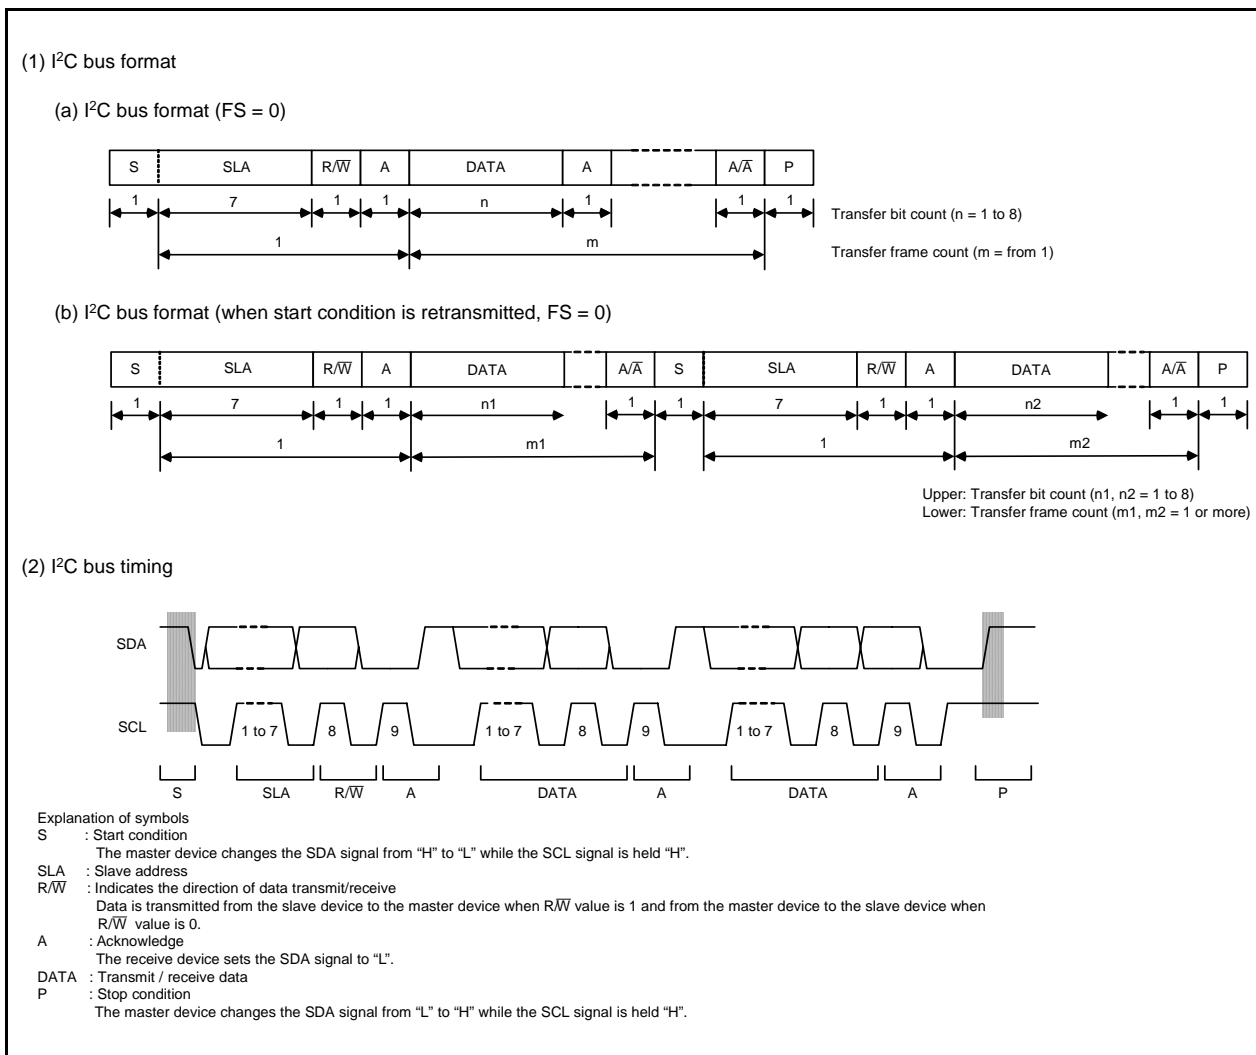 (1) I²C bus format
(a) I²C bus format (FS = 0)
S SLA R/W̅ A DATA A A/A̅ P
1 7 1 1 n 1 1 1
Transfer bit count (n = 1 to 8)
1 m
Transfer frame count (m = from 1)
(b) I²C bus format (when start condition is retransmitted, FS = 0)
S SLA R/W̅ A DATA A/A̅ S SLA R/W̅ A DATA A/A̅ P
1 7 1 1 n1 1 1 7 1 1 n2 1 1
1 m1 1 m2
Upper: Transfer bit count (n1, n2 = 1 to 8)
Lower: Transfer frame count (m1, m2 = 1 or more)
(2) I²C bus timing
SDA
SCL 1 to 7 8 9 1 to 7 8 9 1 to 7 8 9
S SLA R/W̅ A DATA A DATA A P
Explanation of symbols
S : Start condition
The master device changes the SDA signal from “H” to “L” while the SCL signal is held “H”.
SLA : Slave address
R/W̅ : Indicates the direction of data transmit/receive
Data is transmitted from the slave device to the master device when R/W̅ value is 1 and from the master device to the slave device when
R/W̅ value is 0.
A : Acknowledge
The receive device sets the SDA signal to “L”.
DATA : Transmit / receive data
P : Stop condition
The master device changes the SDA signal from “L” to “H” while the SCL signal is held “H”.